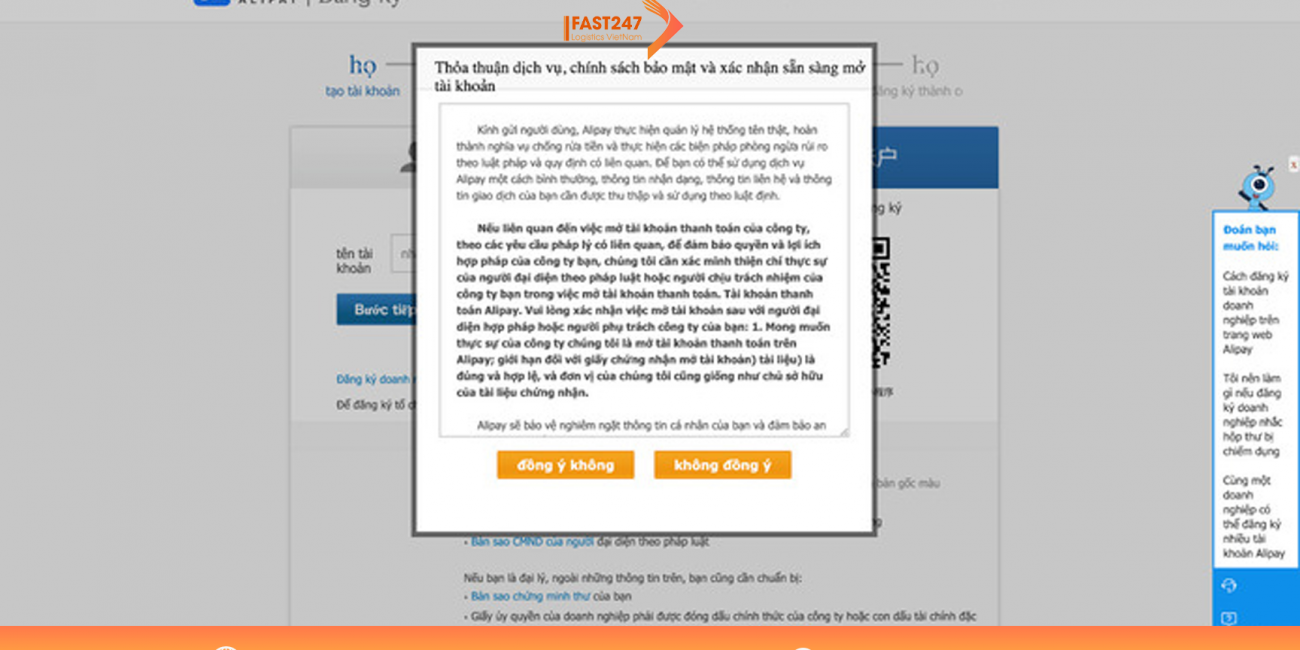 ALIPAY | Đăng ký
FAST247
Logistics VietNam
họ
tạo tài khoản
họ
đăng ký thành o
Thỏa thuận dịch vụ, chính sách bảo mật và xác nhận sẵn sàng mở
tài khoản
Kính gửi người dùng, Alipay thực hiện quản lý hệ thống tên thật, hoàn
thành nghĩa vụ chống rửa tiền và thực hiện các biện pháp phòng ngừa rủi ro
theo luật pháp và quy định có liên quan. Để bạn có thể sử dụng dịch vụ
Alipay một cách bình thường, thông tin nhận dạng, thông tin liên hệ và thông
tin giao dịch của bạn cần được thu thập và sử dụng theo luật định.
Nếu liên quan đến việc mở tài khoản thanh toán của công ty,
theo các yêu cầu pháp lý có liên quan, để đảm bảo quyền và lợi ích
hợp pháp của công ty bạn, chúng tôi cần xác minh thiện chí thực sự
của người đại diện theo pháp luật hoặc người chịu trách nhiệm của
công ty bạn trong việc mở tài khoản thanh toán. Tài khoản thanh
toán Alipay. Vui lòng xác nhận việc mở tài khoản sau với người đại
diện hợp pháp hoặc người phụ trách công ty của bạn: 1. Mong muốn
thực sự của công ty chúng tôi là mở tài khoản thanh toán trên
Alipay; giới hạn đối với giấy chứng nhận mở tài khoản) tài liệu) là
đúng và hợp lệ, và đơn vị của chúng tôi cũng giống như chủ sở hữu
của tài liệu chứng nhận.
Alipay sẽ bảo vệ nghiêm ngặt thông tin cá nhân của bạn và đảm bảo an
đồng ý không
không đồng ý
户
ng ký
tên tài
khoản
nh
Bước tiếp
Đăng ký doanh
Để đăng ký tổ ch
程序
bản gốc màu
g
• Bản sao CMND của người đại diện theo pháp luật
Nếu bạn là đại lý, ngoài những thông tin trên, bạn cũng cần chuẩn bị:
• Bản sao chứng minh thư của bạn
• Giấy ủy quyền của doanh nghiệp phải được đóng dấu chính thức của công ty hoặc con dấu tài chính đặc
x
Đoán bạn
muốn hỏi:
Cách đăng ký
tài khoản
doanh
nghiệp trên
trang web
Alipay
Tôi nên làm
gì nếu đăng
ký doanh
nghiệp nhắc
hộp thư bị
chiếm dụng
Cùng một
doanh
nghiệp có
thể đăng ký
nhiều tài
khoản Alipay